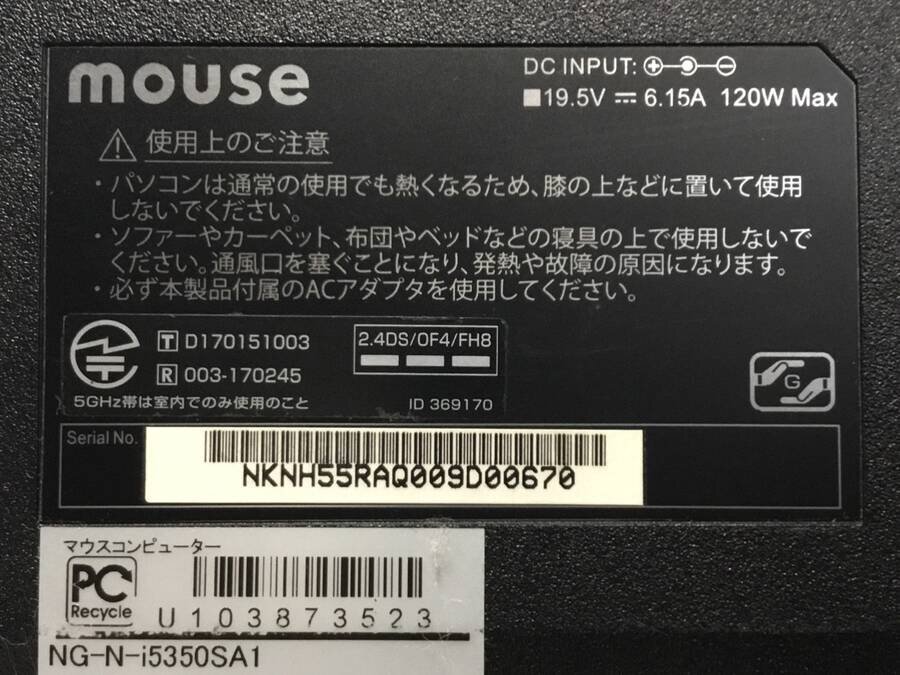 mouse
DC INPUT:
19.5V 6.15A 120W Max
使用上のご注意
・パソコンは通常の使用でも熱くなるため、膝の上などに置いて使用
しないでください。
・ソファーやカーペット、布団やベッドなどの寝具の上で使用しないで
ください。通風口を塞ぐことになり、発熱や故障の原因になります。
・必ず本製品付属のACアダプタを使用してください。
T D170151003
R 003-170245
5GHz帯は室内でのみ使用のこと
2.4DS/OF4/FH8
ID 369170
G
Serial No.
NKNH55RAQ009D00670
マウスコンピューター
PC
Recycle
U103873523
NG-N-i5350SA1